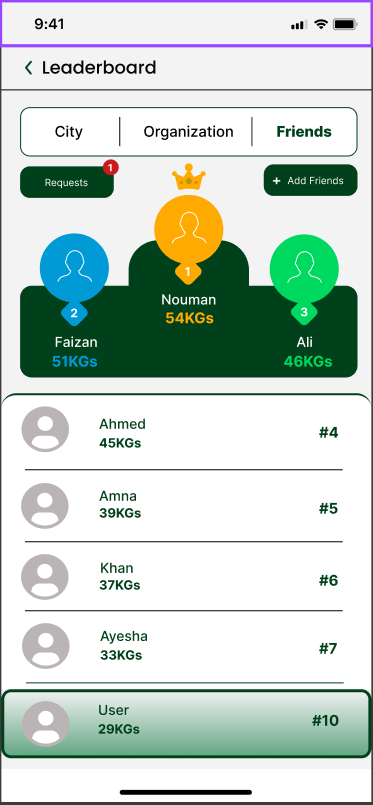 9:41
Leaderboard
City Organization Friends
Requests 1
+ Add Friends
1
Nouman
54KGs
2
Faizan
51KGs
3
Ali
46KGs
Ahmed
45KGs
#4
Amna
39KGs
#5
Khan
37KGs
#6
Ayesha
33KGs
#7
User
29KGs
#10